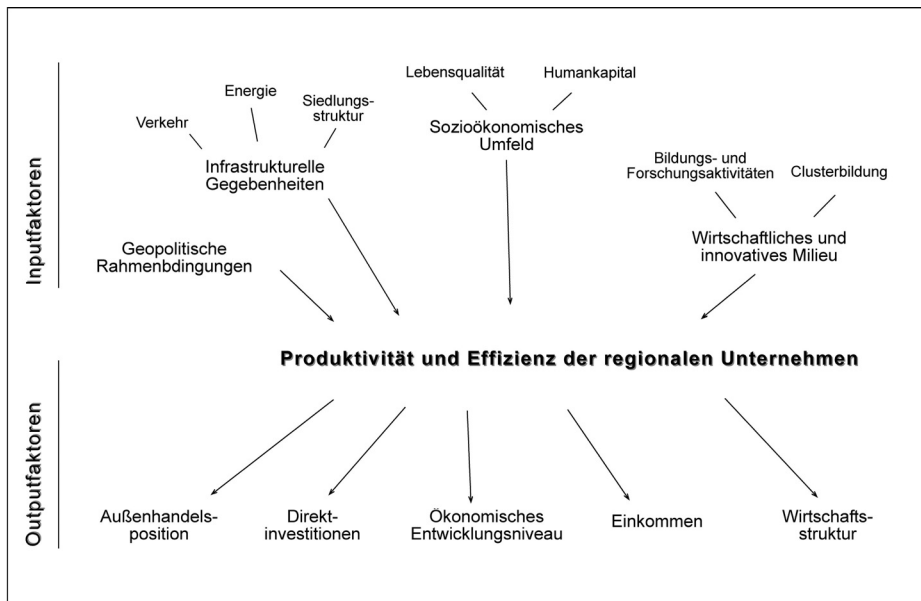 Inputfaktoren
Lebensqualität
Humankapital
Energie
Siedlungs-
struktur
Verkehr
Sozioökonomisches
Umfeld
Infrastrukturelle
Gegebenheiten
Bildungs- und
Forschungsaktivitäten
Clusterbildung
Geopolitische
Rahmenbdingungen
Wirtschaftliches und
innovatives Milieu
Produktivität und Effizienz der regionalen Unternehmen
Outputfaktoren
Außenhandels-
position
Direkt-
investitionen
Ökonomisches
Entwicklungsniveau
Einkommen
Wirtschafts-
struktur